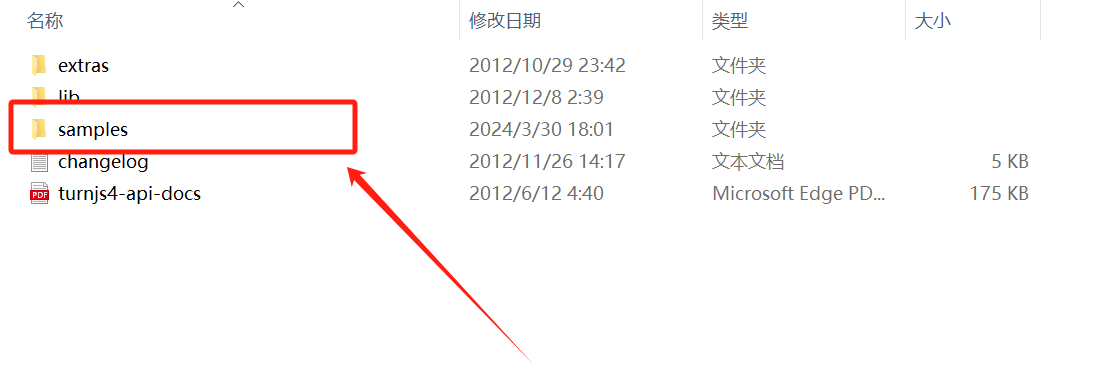 名称 修改日期 类型 大小
extras 2012/10/29 23:42 文件夹
lib 2012/12/8 2:39 文件夹
samples 2024/3/30 18:01 文件夹
changelog 2012/11/26 14:17 文本文档 5 KB
PDF turnjs4-api-docs 2012/6/12 4:40 Microsoft Edge PD... 175 KB